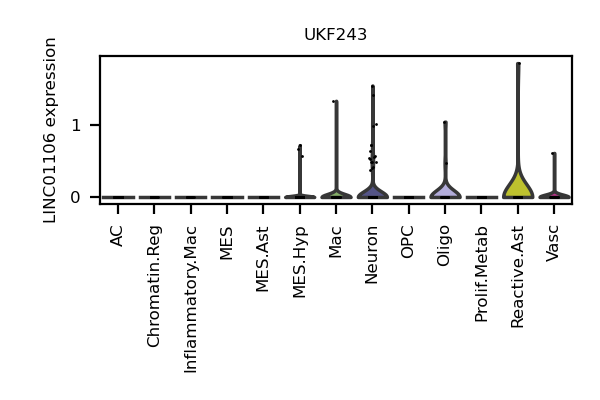 UKF243
LINC01106 expression
1
0
AC
Chromatin.Reg
Inflammatory.Mac
MES
MES.Ast
MES.Hyp
Mac
Neuron
OPC
Oligo
Prolif.Metab
Reactive.Ast
Vasc